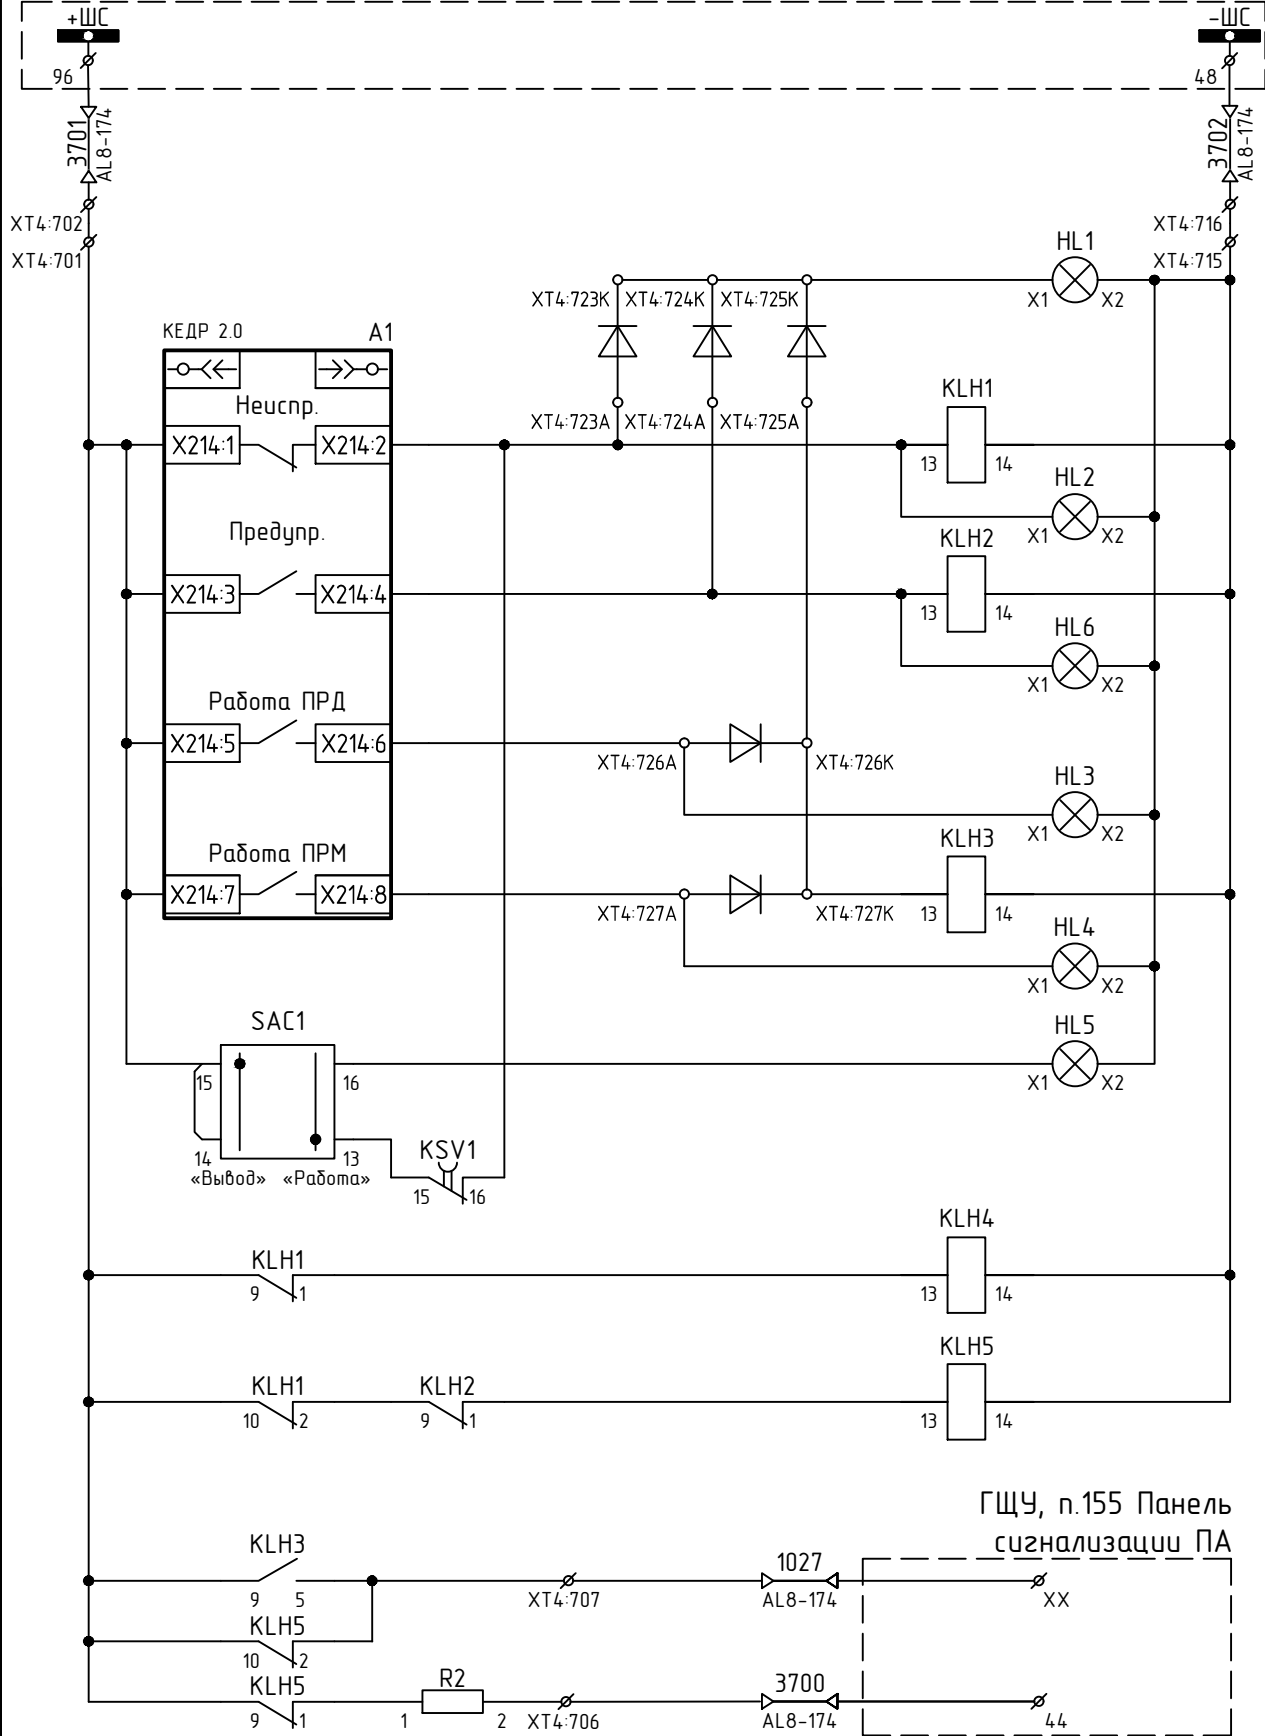 +ШС
-ШС
96
48
3701
AL8-174
3702
AL8-174
XT4:702
XT4:716
XT4:701
XT4:715
HL1
XT4:723K
XT4:724K
XT4:725K
X1
X2
КЕДР 2.0
A1
Неиспр.
KLH1
XT4:723A
XT4:724A
XT4:725A
X214:1
X214:2
13
14
HL2
X1
X2
Предупр.
KLH2
X214:3
X214:4
13
14
HL6
X1
X2
Работа ПРД
X214:5
X214:6
XT4:726A
XT4:726K
HL3
X1
X2
Работа ПРМ
KLH3
X214:7
X214:8
XT4:727A
XT4:727K
13
14
HL4
X1
X2
SAC1
HL5
15
16
X1
X2
14
13
KSV1
«Вывод»
«Работа»
15
16
KLH4
KLH1
9
1
13
14
KLH5
KLH1
KLH2
10
2
9
1
13
14
ГЩУ, п.155 Панель
сигнализации ПА
KLH3
1027
9
5
XT4:707
AL8-174
XX
KLH5
10
2
KLH5
R2
3700
9
1
1
2
XT4:706
AL8-174
44